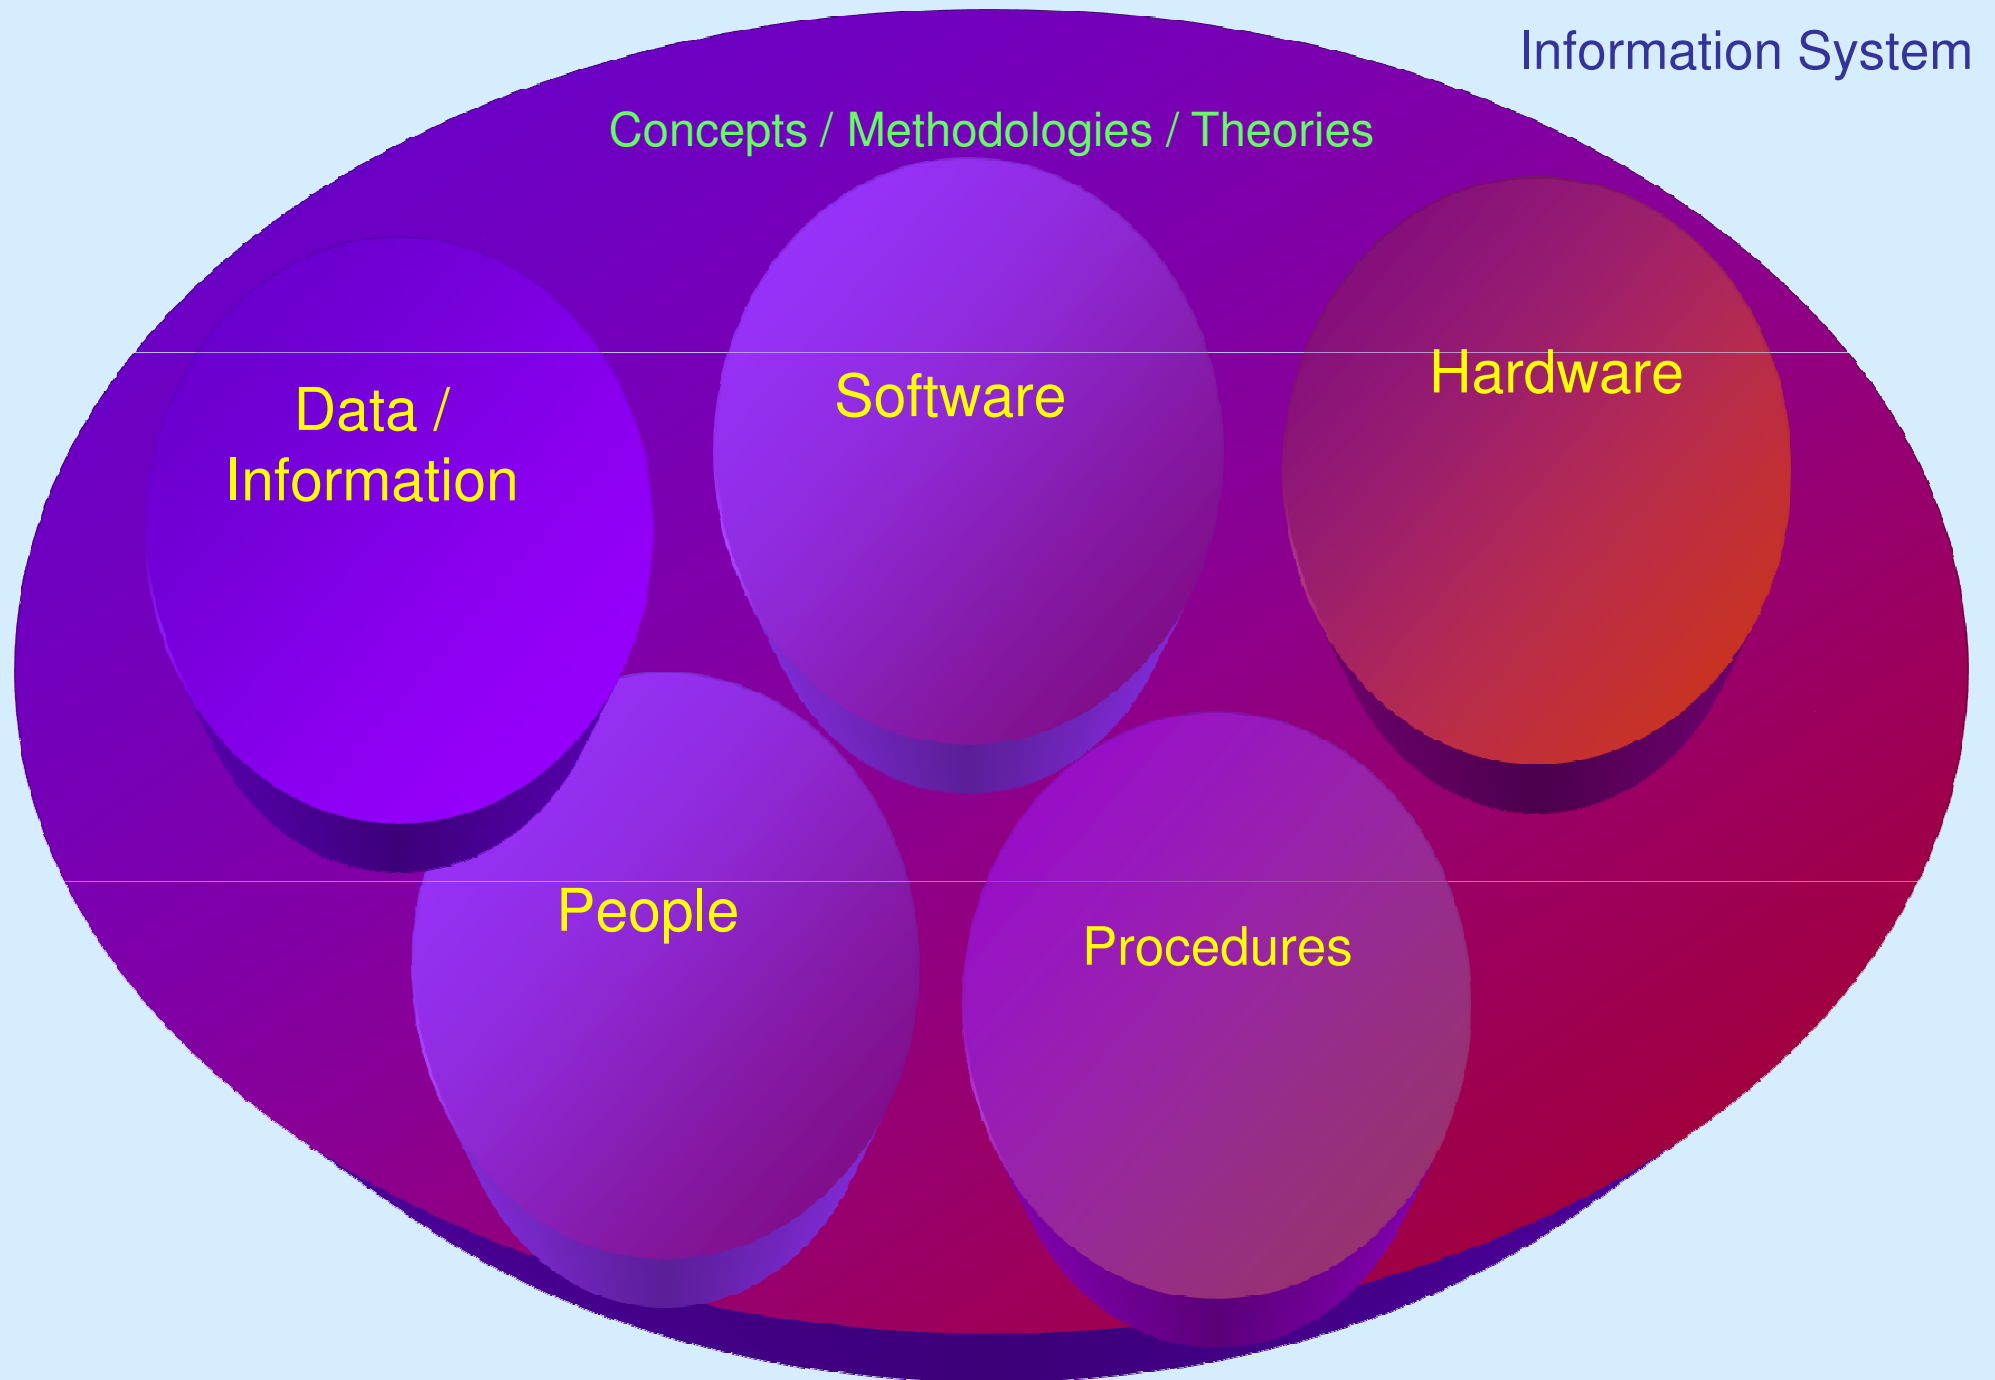 Information System
Concepts / Methodologies / Theories
Data /
Information
Software
Hardware
People
Procedures